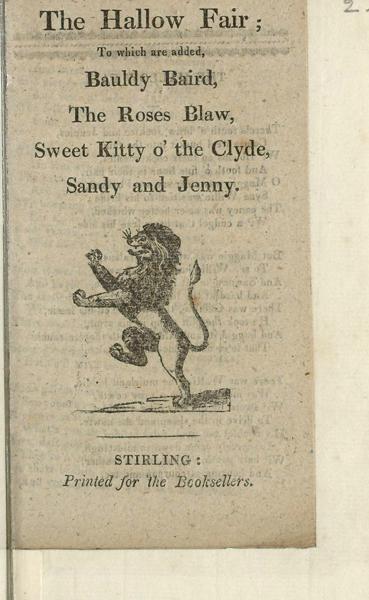 2
The Hallow Fair;
To which are added,
Bauldy Baird,
The Roses Blaw,
Sweet Kitty o' the Clyde,
Sandy and Jenny.
STIRLING:
Printed for the Booksellers.